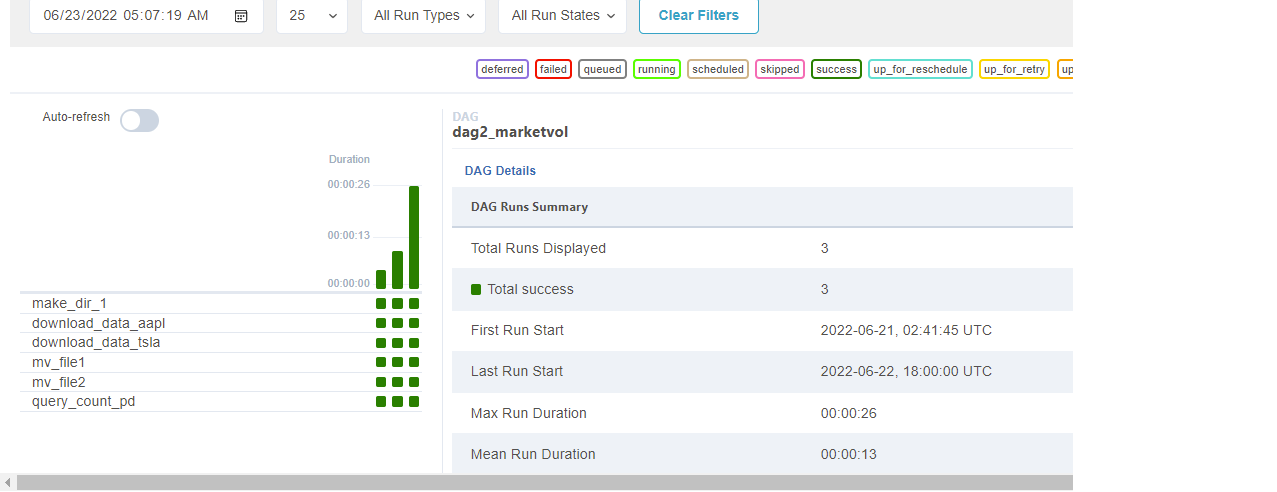 06/23/2022 05:07:19 AM 25 All Run Types All Run States Clear Filters
deferred failed queued running scheduled skipped success up_for_reschedule up_for_retry up
Auto-refresh
Duration
00:00:26
00:00:13
00:00:00
make_dir_1
download_data_aapl
download_data_tsla
mv_file1
mv_file2
query_count_pd
DAG
dag2_marketvol
DAG Details
DAG Runs Summary
Total Runs Displayed 3
Total success 3
First Run Start 2022-06-21, 02:41:45 UTC
Last Run Start 2022-06-22, 18:00:00 UTC
Max Run Duration 00:00:26
Mean Run Duration 00:00:13